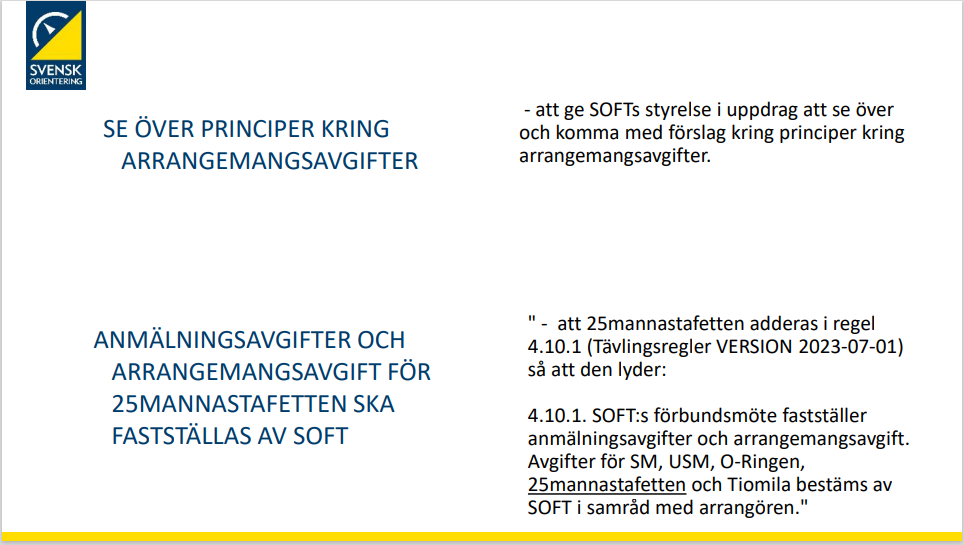 SVENSK
ORIENTERING
SE ÖVER PRINCIPER KRING
ARRANGEMANGSAVGIFTER
- att ge SOFTs styrelse i uppdrag att se över
och komma med förslag kring principer kring
arrangemangsavgifter.
ANMÄLNINGSAVGIFTER OCH
ARRANGEMANGSAVGIFT FÖR
25MANNASTAFETTEN SKA
FASTSTÄLLAS AV SOFT
" -  att 25mannastafetten adderas i regel
4.10.1 (Tävlingsregler VERSION 2023-07-01)
så att den lyder:
4.10.1. SOFT:s förbundsmöte fastställer
anmälningsavgifter och arrangemangsavgift.
Avgifter för SM, USM, O-Ringen,
25mannastafetten och Tiomila bestäms av
SOFT i samråd med arrangören."